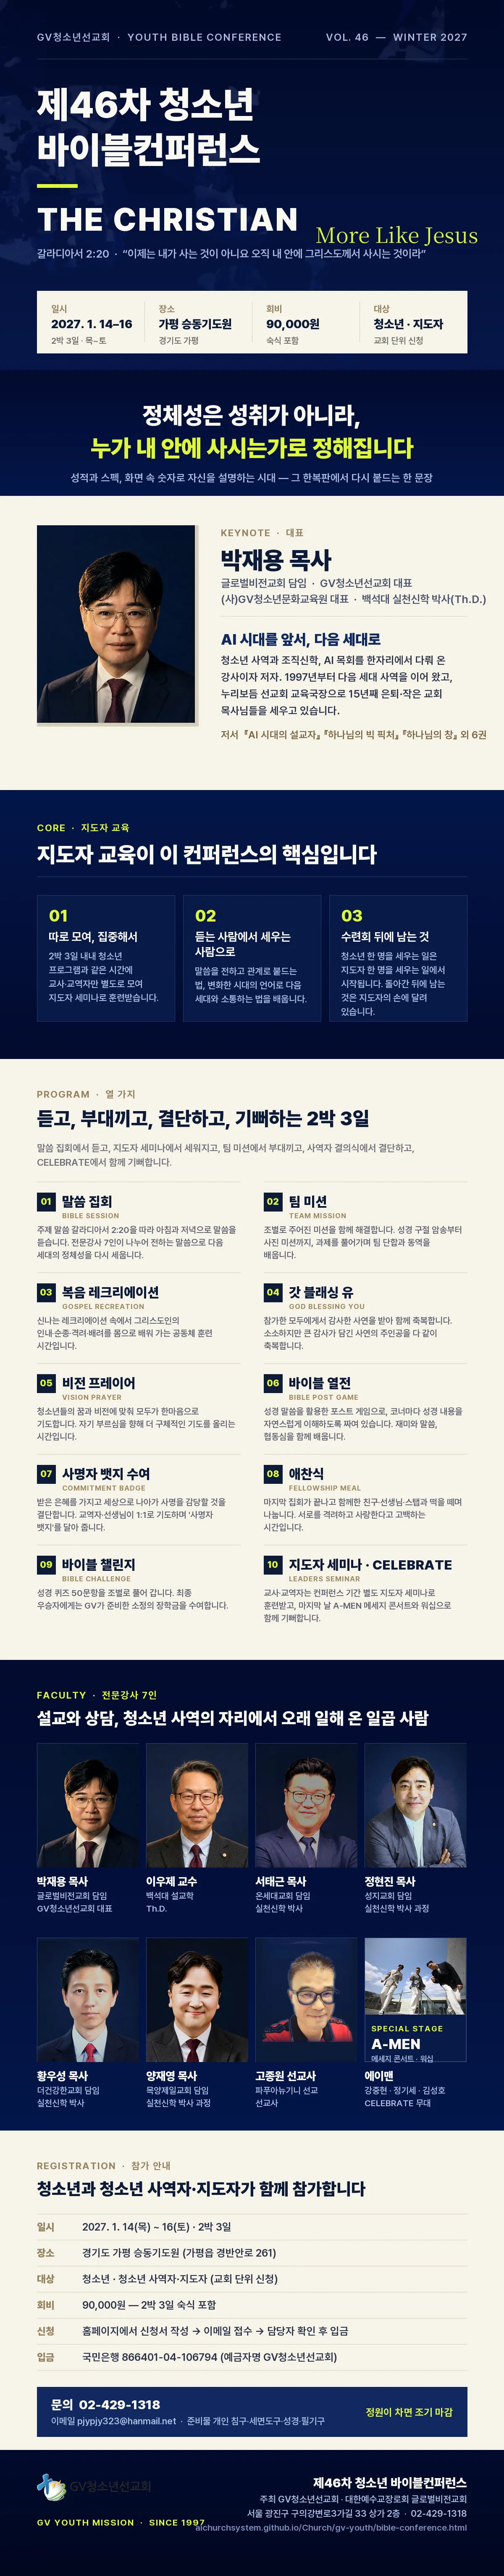 GV청소년선교회 · YOUTH BIBLE CONFERENCE
VOL. 46 — WINTER 2027
제46차 청소년
바이블컨퍼런스
THE CHRISTIAN
More Like Jesus
갈라디아서 2:20 · “이제는 내가 사는 것이 아니요 오직 내 안에 그리스도께서 사시는 것이라”
일시
2027. 1. 14–16
2박 3일 · 목~토
장소
가평 승동기도원
경기도 가평
회비
90,000원
숙식 포함
대상
청소년 · 지도자
교회 단위 신청
정체성은 성취가 아니라,
누가 내 안에 사시는가로 정해집니다
성적과 스펙, 화면 속 숫자로 자신을 설명하는 시대 — 그 한복판에서 다시 붙드는 한 문장
KEYNOTE · 대표
박재용 목사
글로벌비전교회 담임 · GV청소년선교회 대표
(사)GV청소년문화교육원 대표 · 백석대 실천신학 박사(Th.D.)
AI 시대를 앞서, 다음 세대로
청소년 사역과 조직신학, AI 목회를 한자리에서 다뤄 온
강사이자 저자. 1997년부터 다음 세대 사역을 이어 왔고,
누리보듬 선교회 교육국장으로 15년째 은퇴·작은 교회
목사님들을 세우고 있습니다.
저서 『AI 시대의 설교자』 『하나님의 빅 픽처』 『하나님의 창』 외 6권
CORE · 지도자 교육
지도자 교육이 이 컨퍼런스의 핵심입니다
01
따로 모여, 집중해서
2박 3일 내내 청소년
프로그램과 같은 시간에
교사·교역자만 별도로 모여
지도자 세미나로 훈련받습니다.
02
듣는 사람에서 세우는
사람으로
말씀을 전하고 관계로 붙드는
법, 변화한 시대의 언어로 다음
세대와 소통하는 법을 배웁니다.
03
수련회 뒤에 남는 것
청소년 한 명을 세우는 일은
지도자 한 명을 세우는 일에서
시작됩니다. 돌아간 뒤에 남는
것은 지도자의 손에 달려
있습니다.
PROGRAM · 열 가지
듣고, 부대끼고, 결단하고, 기뻐하는 2박 3일
말씀 집회에서 듣고, 지도자 세미나에서 세워지고, 팀 미션에서 부대끼고, 사역자 결의식에서 결단하고,
CELEBRATE에서 함께 기뻐합니다.
01 말씀 집회
BIBLE SESSION
주제 말씀 갈라디아서 2:20을 따라 아침과 저녁으로 말씀을
듣습니다. 전문강사 7인이 나누어 전하는 말씀으로 다음
세대의 정체성을 다시 세웁니다.
02 팀 미션
TEAM MISSION
조별로 주어진 미션을 함께 해결합니다. 성경 구절 암송부터
사진 미션까지, 과제를 풀어가며 팀 단합과 동역을
배웁니다.
03 복음 레크리에이션
GOSPEL RECREATION
신나는 레크리에이션 속에서 그리스도인의
인내·순종·격려·배려를 몸으로 배워 가는 공동체 훈련
시간입니다.
04 갓 블레싱 유
GOD BLESSING YOU
참가한 모두에게서 감사한 사연을 받아 함께 축복합니다.
소소하지만 큰 감사가 담긴 사연의 주인공을 다 같이
축복합니다.
05 비전 프레이어
VISION PRAYER
청소년들의 꿈과 비전에 맞춰 모두가 한마음으로
기도합니다. 자기 부르심을 향해 더 구체적인 기도를 올리는
시간입니다.
06 바이블 열전
BIBLE POST GAME
성경 말씀을 활용한 포스트 게임으로, 코너마다 성경 내용을
자연스럽게 이해하도록 짜여 있습니다. 재미와 말씀,
협동심을 함께 배웁니다.
07 사명자 뱃지 수여
COMMITMENT BADGE
받은 은혜를 가지고 세상으로 나아가 사명을 감당할 것을
결단합니다. 교역자·선생님이 1:1로 기도하며 '사명자
뱃지'를 달아 줍니다.
08 애찬식
FELLOWSHIP MEAL
마지막 집회가 끝나고 함께한 친구·선생님·스탭과 떡을 떼며
나눕니다. 서로를 격려하고 사랑한다고 고백하는
시간입니다.
09 바이블 챌린지
BIBLE CHALLENGE
성경 퀴즈 50문항을 조별로 풀어 갑니다. 최종
우승자에게는 GV가 준비한 소정의 장학금을 수여합니다.
10 지도자 세미나 · CELEBRATE
LEADERS SEMINAR
교사·교역자는 컨퍼런스 기간 별도 지도자 세미나로
훈련받고, 마지막 날 A-MEN 메세지 콘서트와 워십으로
함께 기뻐합니다.
FACULTY · 전문강사 7인
설교와 상담, 청소년 사역의 자리에서 오래 일해 온 일곱 사람
박재용 목사
글로벌비전교회 담임
GV청소년선교회 대표
이우제 교수
백석대 설교학
Th.D.
서태근 목사
온세대교회 담임
실천신학 박사
정현진 목사
성지교회 담임
실천신학 박사 과정
황우성 목사
더건강한교회 담임
실천신학 박사
양재영 목사
목양제일교회 담임
실천신학 박사 과정
고종원 선교사
파푸아뉴기니 선교
선교사
SPECIAL STAGE
A-MEN
메세지 콘서트 · 워십
에이맨
강중현 · 정기세 · 김성호
CELEBRATE 무대
REGISTRATION · 참가 안내
청소년과 청소년 사역자·지도자가 함께 참가합니다
일시 2027. 1. 14(목) ~ 16(토) · 2박 3일
장소 경기도 가평 승동기도원 (가평읍 경반안로 261)
대상 청소년 · 청소년 사역자·지도자 (교회 단위 신청)
회비 90,000원 — 2박 3일 숙식 포함
신청 홈페이지에서 신청서 작성 → 이메일 접수 → 담당자 확인 후 입금
입금 국민은행 866401-04-106794 (예금자명 GV청소년선교회)
문의 02-429-1318
이메일 pjypjy323@hanmail.net · 준비물 개인 침구·세면도구·성경·필기구
정원이 차면 조기 마감
GV청소년선교회
GV YOUTH MISSION · SINCE 1997
제46차 청소년 바이블컨퍼런스
주최 GV청소년선교회 · 대한예수교장로회 글로벌비전교회
서울 광진구 구의강변로3가길 33 상가 2층 · 02-429-1318
aichurchsystem.github.io/Church/gv-youth/bible-conference.html